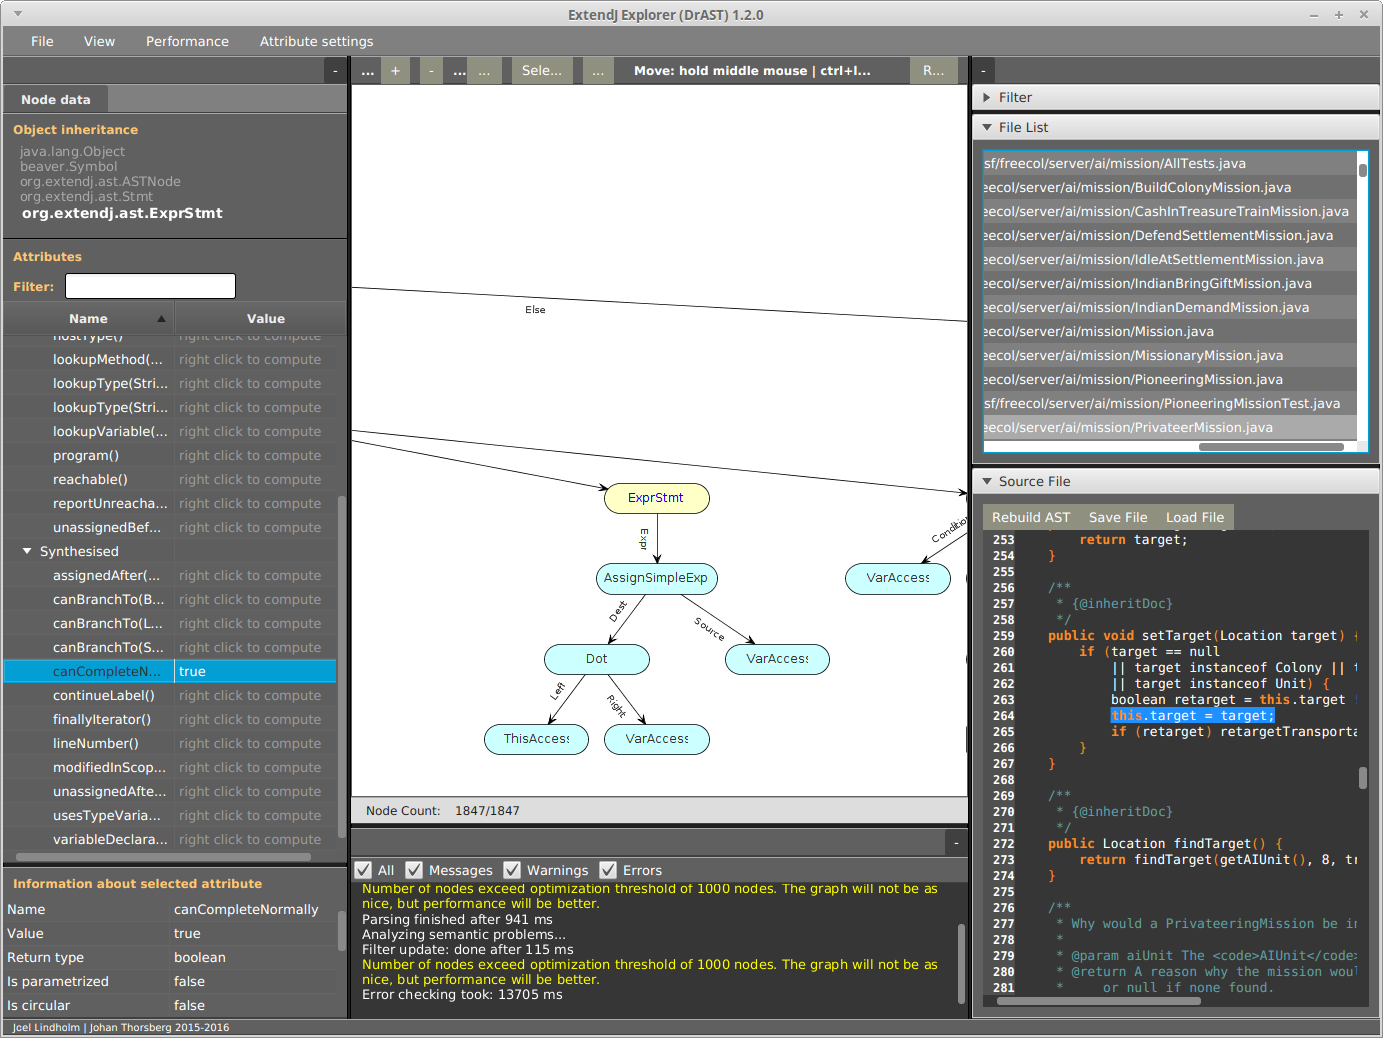 ExtendJ Explorer (DrAST) 1.2.0
File View Performance Attribute settings
-
Node data
Object inheritance
java.lang.Object
beaver.Symbol
org.extendj.ast.ASTNode
org.extendj.ast.Stmt
org.extendj.ast.ExprStmt
Attributes
Filter:
Name Value
hostType() right click to compute
lookupMethod(... right click to compute
lookupType(Stri... right click to compute
lookupType(Stri... right click to compute
lookupVariable(... right click to compute
program() right click to compute
reachable() right click to compute
reportUnreacha... right click to compute
unassignedBef... right click to compute
Synthesised
assignedAfter(... right click to compute
canBranchTo(B... right click to compute
canBranchTo(L... right click to compute
canBranchTo(S... right click to compute
canCompleteN... true
continueLabel() right click to compute
finallyIterator() right click to compute
lineNumber() right click to compute
modifiedInScop... right click to compute
unassignedAfte... right click to compute
usesTypeVaria... right click to compute
variableDeclara... right click to compute
Information about selected attribute
Name canCompleteNormally
Value true
Return type boolean
Is parametrized false
Is circular false
Joel Lindholm | Johan Thorsberg 2015-2016
... + - ... ... Sele... ... Move: hold middle mouse | ctrl+l... R...
Else
ExprStmt
Expr
Conditio
AssignSimpleExp
VarAccess
Dest
Source
Dot
VarAccess
Left
Right
ThisAccess
VarAccess
Node Count: 1847/1847
-
All Messages Warnings Errors
Number of nodes exceed optimization threshold of 1000 nodes. The graph will not be as
nice, but performance will be better.
Parsing finished after 941 ms
Analyzing semantic problems...
Filter update: done after 115 ms
Number of nodes exceed optimization threshold of 1000 nodes. The graph will not be as
nice, but performance will be better.
Error checking took: 13705 ms
-
Filter
File List
sf/freecol/server/ai/mission/AllTests.java
eecol/server/ai/mission/BuildColonyMission.java
eecol/server/ai/mission/CashInTreasureTrainMission.java
eecol/server/ai/mission/DefendSettlementMission.java
eecol/server/ai/mission/IdleAtSettlementMission.java
eecol/server/ai/mission/IndianBringGiftMission.java
eecol/server/ai/mission/IndianDemandMission.java
eecol/server/ai/mission/Mission.java
eecol/server/ai/mission/MissionaryMission.java
eecol/server/ai/mission/PioneeringMission.java
sf/freecol/server/ai/mission/PioneeringMissionTest.java
eecol/server/ai/mission/PrivateerMission.java
Source File
Rebuild AST Save File Load File
253 return target;
254 }
255
256 /**
257 * {@inheritDoc}
258 */
259 public void setTarget(Location target) {
260 if (target == null
261 || target instanceof Colony || t
262 || target instanceof Unit) {
263 boolean retarget = this.target !
264 this.target = target;
265 if (retarget) retargetTransporta
266 }
267 }
268
269 /**
270 * {@inheritDoc}
271 */
272 public Location findTarget() {
273 return findTarget(getAIUnit(), 8, tr
274 }
275
276 /**
277 * Why would a PrivateeringMission be in
278 *
279 * @param aiUnit The <code>AIUnit</code>
280 * @return A reason why the mission woul
281 * or null if none found.